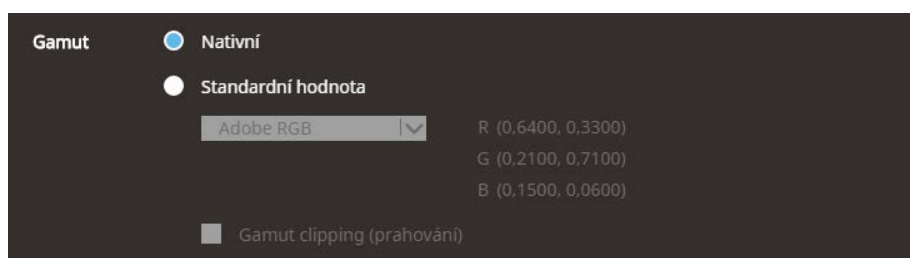 Gamut Nativní
Standardní hodnota
Adobe RGB R (0,6400, 0,3300)
G (0,2100, 0,7100)
B (0,1500, 0,0600)
Gamut clipping (prahování)